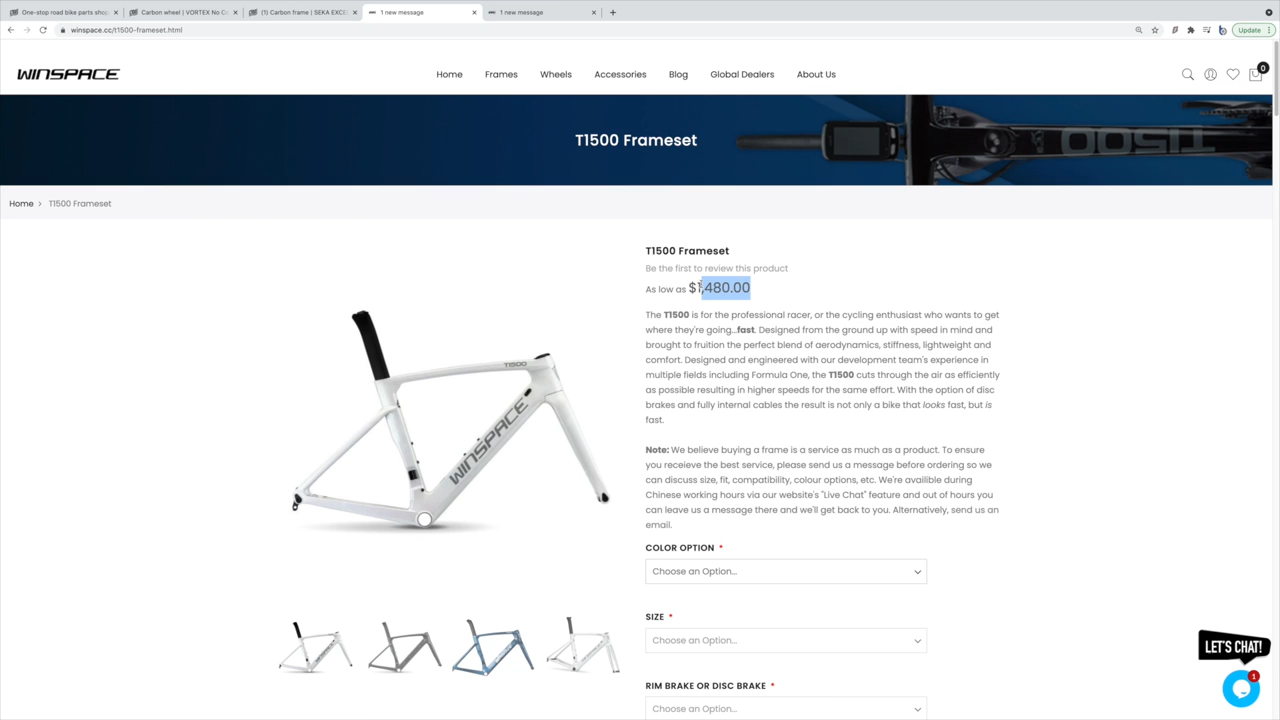 One-stop road bike parts shop
Carbon wheel | VORTEX No C
(1) Carbon frame | SEKA EXCE
1 new message
1 new message
winspace.cc/t1500-frameset.html
Update
WINSPACE
Home
Frames
Wheels
Accessories
Blog
Global Dealers
About Us
0
T1500 Frameset
T1500
Home > T1500 Frameset
T1500 Frameset
Be the first to review this product
As low as $1,480.00
The T1500 is for the professional racer, or the cycling enthusiast who wants to get
where they're going...fast. Designed from the ground up with speed in mind and
brought to fruition the perfect blend of aerodynamics, stiffness, lightweight and
comfort. Designed and engineered with our development team's experience in
multiple fields including Formula One, the T1500 cuts through the air as efficiently
as possible resulting in higher speeds for the same effort. With the option of disc
brakes and fully internal cables the result is not only a bike that looks fast, but is
fast.
Note: We believe buying a frame is a service as much as a product. To ensure
you receieve the best service, please send us a message before ordering so we
can discuss size, fit, compatibility, colour options, etc. We're availible during
Chinese working hours via our website's "Live Chat" feature and out of hours you
can leave us a message there and we'll get back to you. Alternatively, send us an
email.
COLOR OPTION *
Choose an Option...
SIZE *
Choose an Option...
RIM BRAKE OR DISC BRAKE *
Choose an Option...
T1500
WINSPACE
LET'S CHAT!
1